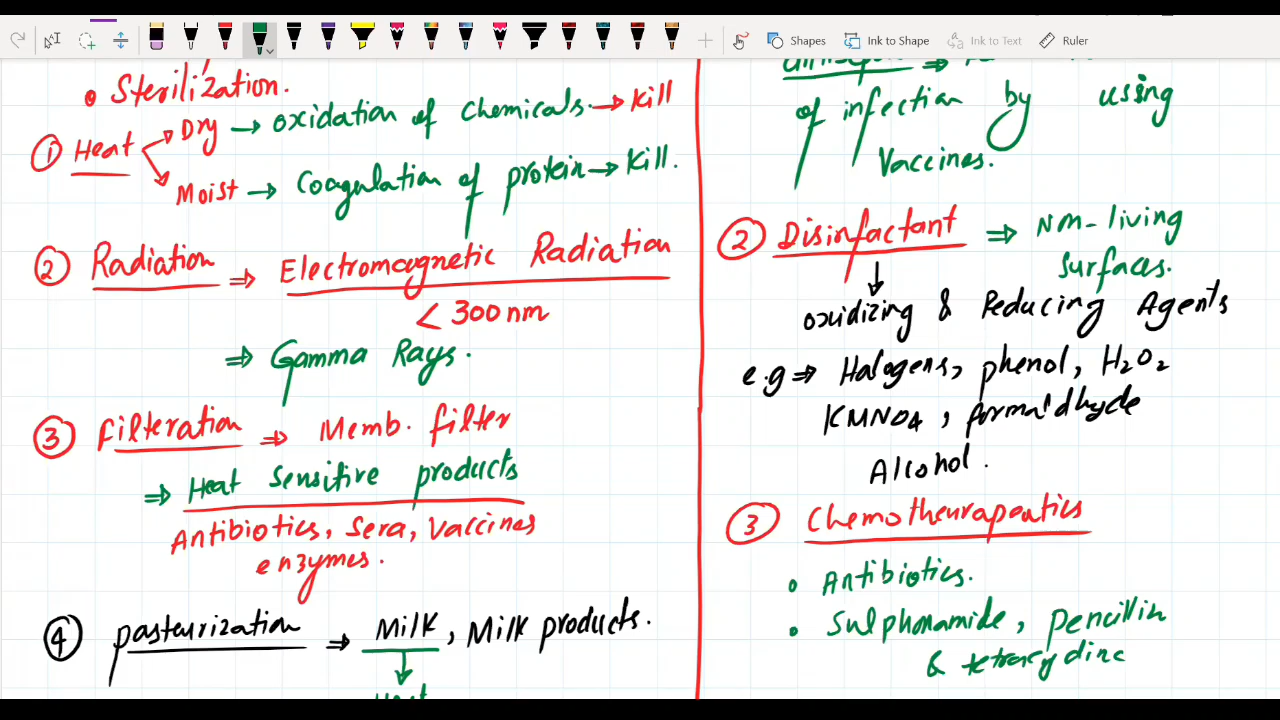 Shapes
Ink to Shape
Ink to Text
Ruler
• Sterilization.
① Heat
Dry → oxidation of chemicals → Kill
Moist → Coagulation of protein → Kill.
② Radiation ⇒ Electromagnetic Radiation
< 300 nm
⇒ Gamma Rays.
③ Filteration ⇒ Memb. filter
⇒ Heat Sensitive products
Antibiotics, Sera, Vaccines
enzymes.
④ pasteurization ⇒ Milk, Milk products.
of infection by using
Vaccines.
② Disinfactant ⇒ Non-living
Surfaces.
oxidizing & Reducing Agents
e.g ⇒ Halogens, phenol, H2O2
KMNO4, formaldhyde
Alcohol.
③ Chemotheurapeutics
• Antibiotics.
• Sulphonamide, pencillin
& tetracycline